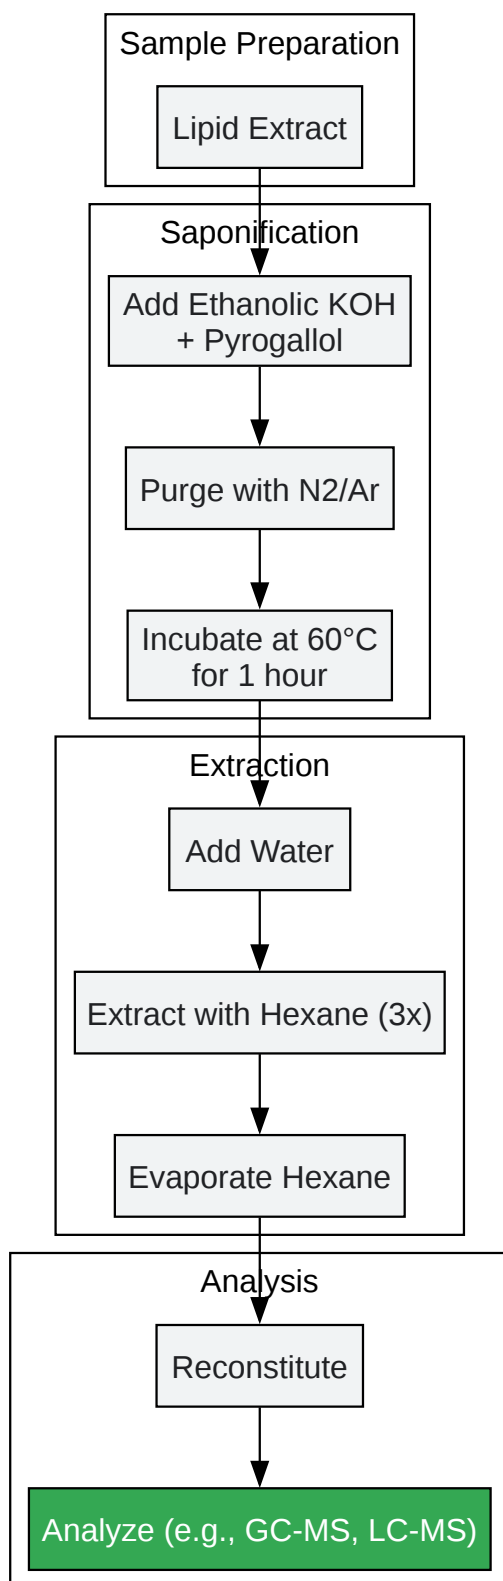 Sample Preparation
Lipid Extract
Saponification
Add Ethanolic KOH
+ Pyrogallol
Purge with N2/Ar
Incubate at 60°C
for 1 hour
Extraction
Add Water
Extract with Hexane (3x)
Evaporate Hexane
Analysis
Reconstitute
Analyze (e.g., GC-MS, LC-MS)